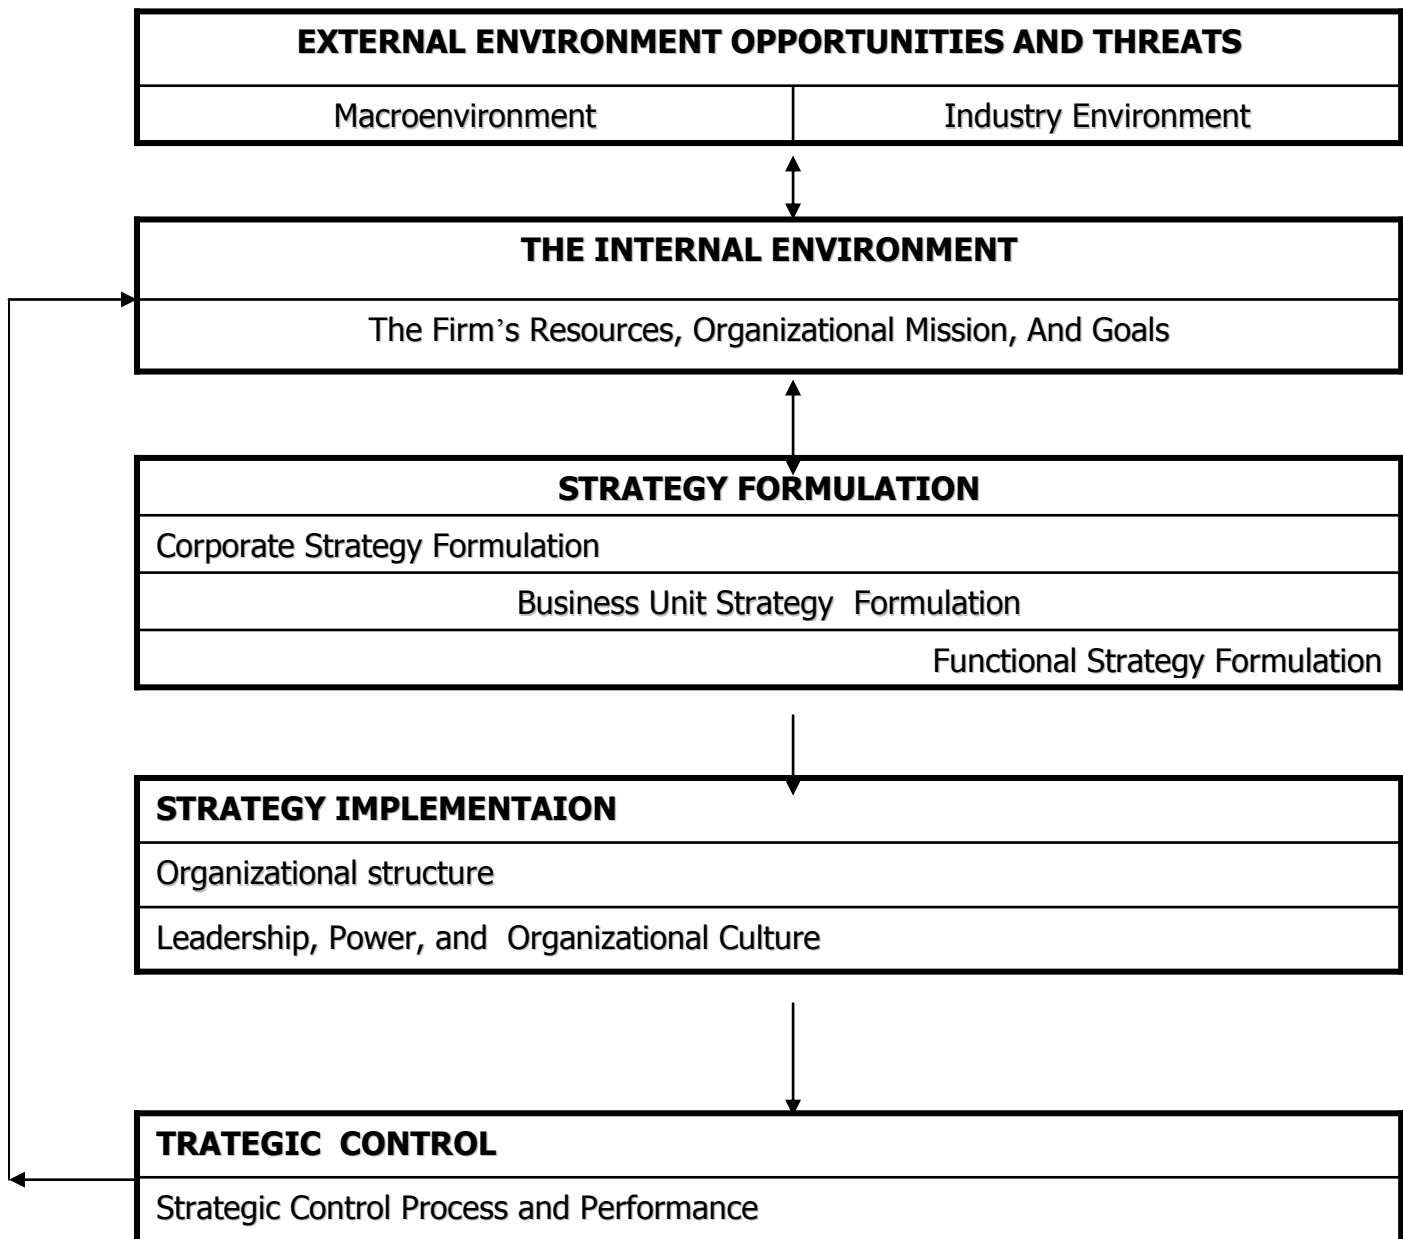 EXTERNAL ENVIRONMENT OPPORTUNITIES AND THREATS
Macroenvironment
Industry Environment
THE INTERNAL ENVIRONMENT
The Firm’s Resources, Organizational Mission, And Goals
STRATEGY FORMULATION
Corporate Strategy Formulation
Business Unit Strategy  Formulation
Functional Strategy Formulation
STRATEGY IMPLEMENTAION
Organizational structure
Leadership, Power, and  Organizational Culture
TRATEGIC  CONTROL
Strategic Control Process and Performance